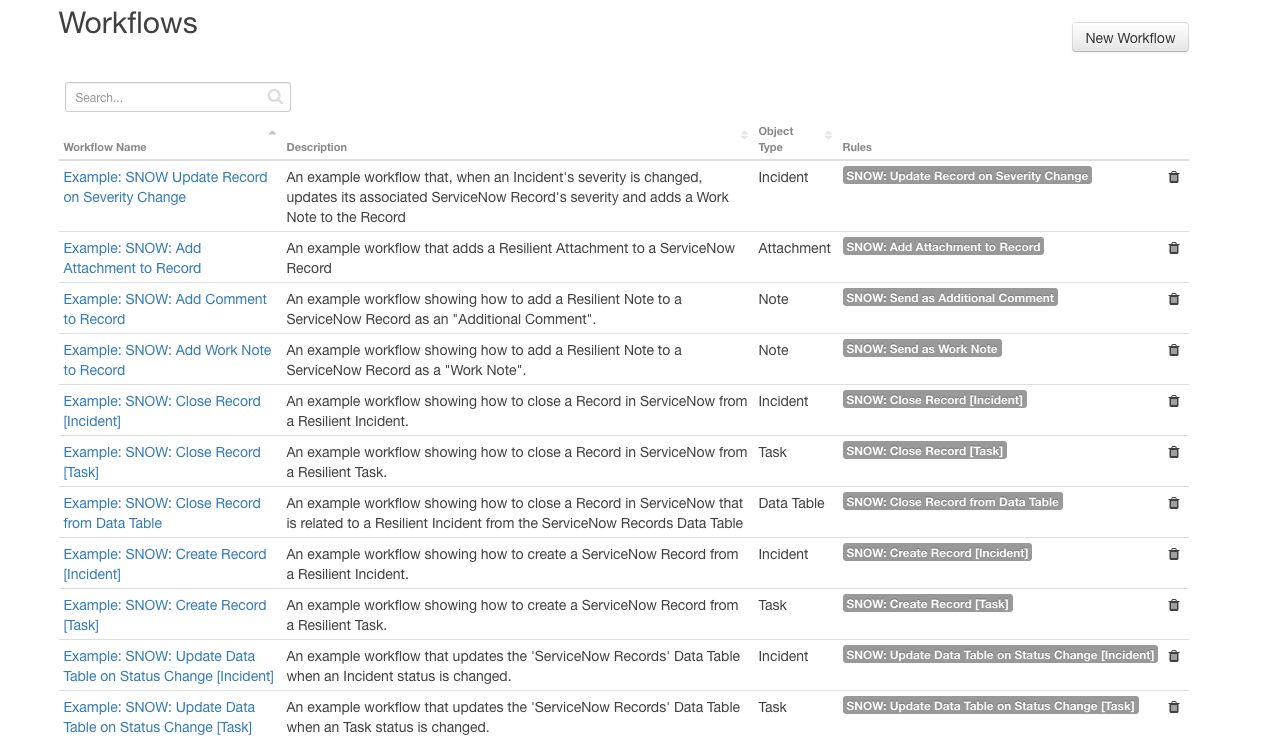 Workflows
New Workflow
Search...
Object
Workflow Name Description Type Rules
Example: SNOW Update Record An example workflow that, when an Incident's severity is changed, Incident SNOW: Update Record on Severity Change
on Severity Change updates its associated ServiceNow Record's severity and adds a Work
Note to the Record
Example: SNOW: Add An example workflow that adds a Resilient Attachment to a ServiceNow Attachment SNOW: Add Attachment to Record
Attachment to Record Record
Example: SNOW: Add Comment An example workflow showing how to add a Resilient Note to a Note SNOW: Send as Additional Comment
to Record ServiceNow Record as an "Additional Comment".
Example: SNOW: Add Work Note An example workflow showing how to add a Resilient Note to a Note SNOW: Send as Work Note
to Record ServiceNow Record as a "Work Note".
Example: SNOW: Close Record An example workflow showing how to close a Record in ServiceNow from Incident SNOW: Close Record [Incident]
[Incident] a Resilient Incident.
Example: SNOW: Close Record An example workflow showing how to close a Record in ServiceNow from Task SNOW: Close Record [Task]
[Task] a Resilient Task.
Example: SNOW: Close Record An example workflow showing how to close a Record in ServiceNow that Data Table SNOW: Close Record from Data Table
from Data Table is related to a Resilient Incident from the ServiceNow Records Data Table
Example: SNOW: Create Record An example workflow showing how to create a ServiceNow Record from Incident SNOW: Create Record [Incident]
[Incident] a Resilient Incident.
Example: SNOW: Create Record An example workflow showing how to create a ServiceNow Record from Task SNOW: Create Record [Task]
[Task] a Resilient Task.
Example: SNOW: Update Data An example workflow that updates the 'ServiceNow Records' Data Table Incident SNOW: Update Data Table on Status Change [Incident]
Table on Status Change [Incident] when an Incident status is changed.
Example: SNOW: Update Data An example workflow that updates the 'ServiceNow Records' Data Table Task SNOW: Update Data Table on Status Change [Task]
Table on Status Change [Task] when an Task status is changed.